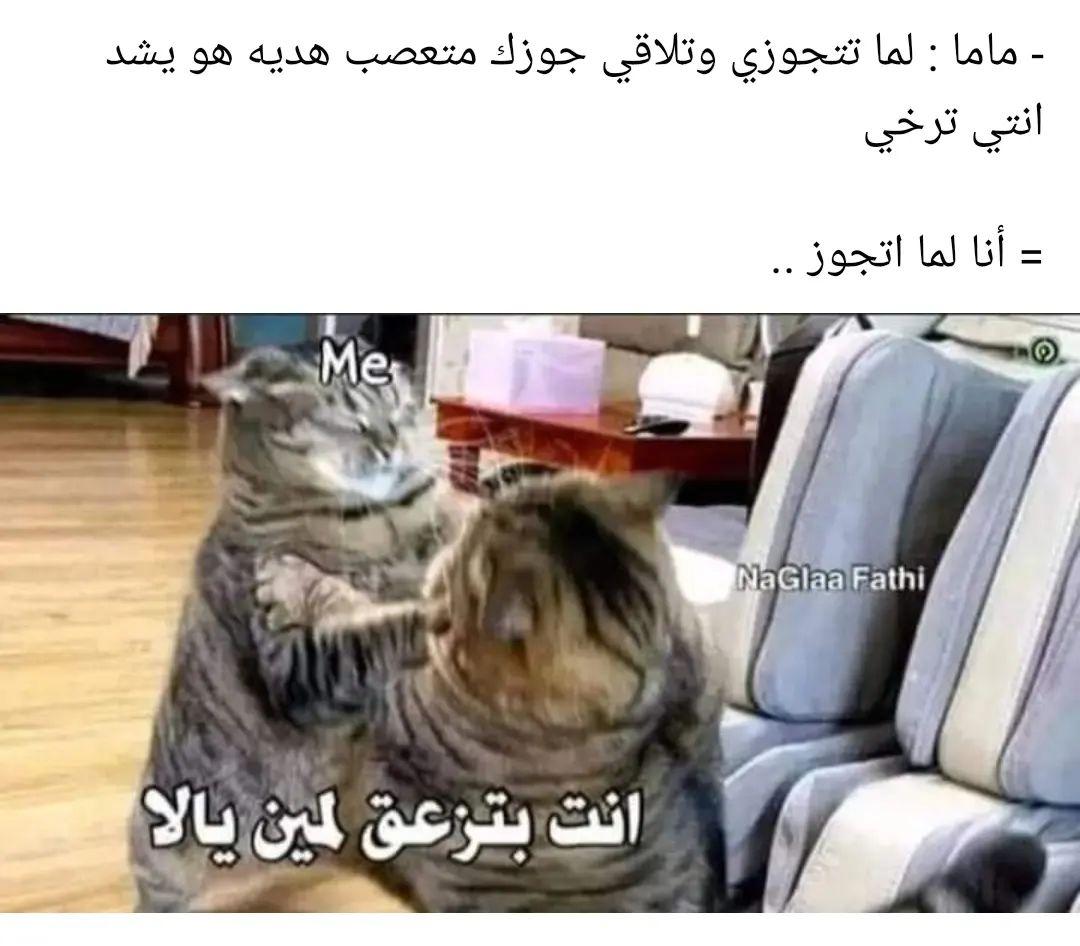 - ماما : لما تتجوزي وتلاقي جوزك متعصب هديه هو يشد
انتي ترخي
= أنا لما اتجوز ..
Me
NaGlaa Fathi
انت بتزعق لمين يالا